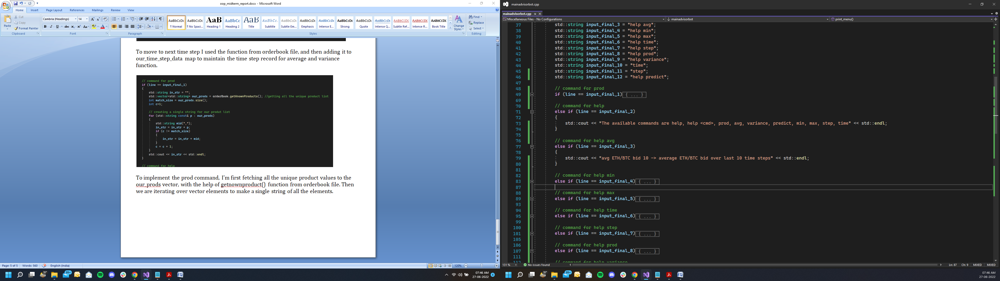 oop_midterm_report.docx - Microsoft Word
Home Insert Page Layout References Mailings Review View
Cut
Copy
Format Painter
Paste
Clipboard
Cambria (Headings) 14
Font
Paragraph
AaBbCcDc AaBbCcDc AaB AaBbCc AaB AaBbCc. AaBbCcDc AaBbCcDc AaBbCcDc AaBbCcDc AaBbCcDc AaBbCcDc AABBCCDC AABBCCDC AABBCCDC
¶ Normal ¶ No Spaci... Heading 1 Heading 2 Title Subtitle Subtle Em... Emphasis Intense E... Strong Quote Intense Q... Subtle Ref... Intense R... Book Title
Styles
Change Styles
Find
Replace
Select
Editing
To move to next time step I used the function from orderbook file, and then adding it to
our_time_step_data map to maintain the time step record for average and variance
function.
// command for prod
if (line == input_final_1)
{
std::string in_str = "";
std::vector<std::string> our_prods = orderBook.getKnownProducts(); //getting all the unique product list
int match_size = our_prods.size();
int c=1;
// creating a single string for our produt list
for (std::string const& p : our_prods)
{
std::string mid(",");
in_str = in_str + p;
if (c != match_size)
{
in_str = in_str + mid;
}
c = c + 1;
}
std::cout << in_str << std::endl;
}
// command for help
To implement the prod command, I'm first fetching all the unique product values to the
our_prods vector, with the help of getnownproduct() function from orderbook file. Then
we are iterating over vector elements to make a single string of all the elements.
Page: 5 of 5 Words: 560 English (India) 120%
31° 99+ 07:46 AM
27-06-2022 4
mainadvisorbot.cpp
mainadvisorbot.cpp
Miscellaneous Files - No Configurations mainadvisorbot print_menu()
37 std::string input_final_3 = "help avg";
38 std::string input_final_4 = "help min";
39 std::string input_final_5 = "help max";
40 std::string input_final_6 = "help time";
41 std::string input_final_7 = "help step";
42 std::string input_final_8 = "help prod";
43 std::string input_final_9 = "help variance";
44 std::string input_final_10 = "time";
45 std::string input_final_11 = "step";
46 std::string input_final_12 = "help predict";
47
48 // command for prod
49 if (line == input_final_1){ ... }
69
70 // command for help
71 else if (line == input_final_2)
72 {
73 std::cout << "The available commands are help, help <cmd>, prod, avg, variance, predict, min, max, step, time" << std::endl;
74 }
75
76 // command for help avg
77 else if (line == input_final_3)
78 {
79 std::cout << "avg ETH/BTC bid 10 -> average ETH/BTC bid over last 10 time steps" << std::endl;
80 }
81
82 // command for help min
83 else if (line == input_final_4){ ... }
87
88 // command for help max
89 else if (line == input_final_5){ ... }
93
94 // command for help time
95 else if (line == input_final_6){ ... }
99
100 // command for help step
101 else if (line == input_final_7){ ... }
105
106 // command for help prod
107 else if (line == input_final_8){ ... }
111
112 // command for help variance
131 % No issues found Ln: 87 Ch: 9 MIXED MIXED
31° 99+ 07:46 AM
27-06-2022